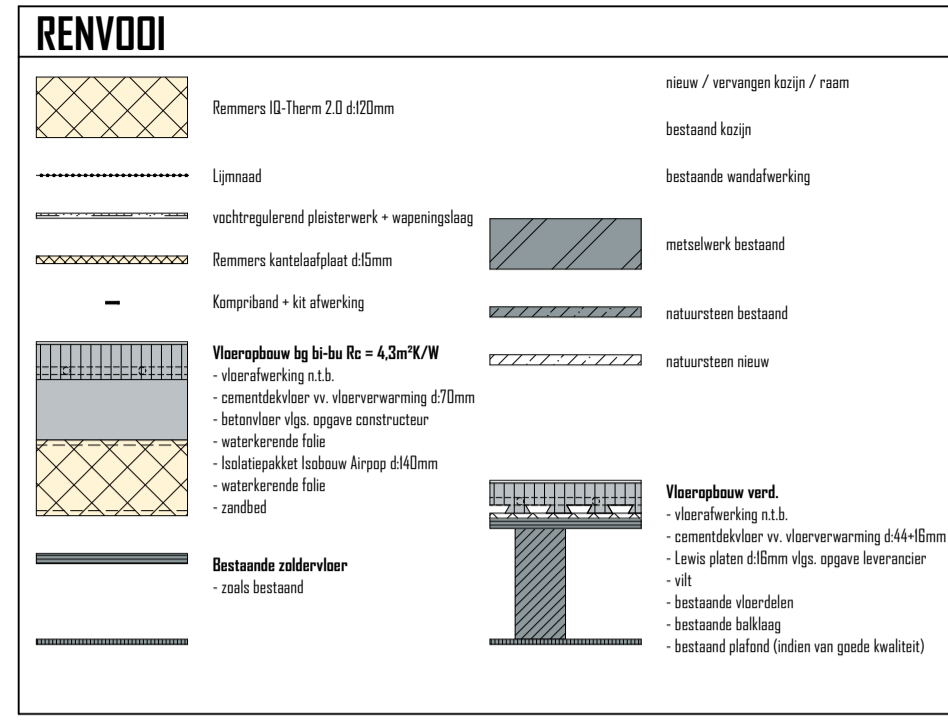 RENVOOI
Remmers IQ-Therm 2.0 d:120mm
Lijmnaad
vochtregulerend pleisterwerk + wapeningslaag
Remmers kantelaafplaat d:15mm
Kompriband + kit afwerking
Vloeropbouw bg bi-bu Rc = 4,3m²K/W
- vloerafwerking n.t.b.
- cementdekvloer vv. vloerverwarming d:70mm
- betonvloer vlgs. opgave constructeur
- waterkerende folie
- Isolatiepakket Isobouw Airpop d:140mm
- waterkerende folie
- zandbed
Bestaande zoldervloer
- zoals bestaand
nieuw / vervangen kozijn / raam
bestaand kozijn
bestaande wandafwerking
metselwerk bestaand
natuursteen bestaand
natuursteen nieuw
Vloeropbouw verd.
- vloerafwerking n.t.b.
- cementdekvloer vv. vloerverwarming d:44+16mm
- Lewis platen d:16mm vlgs. opgave leverancier
- vilt
- bestaande vloerdelen
- bestaande balklaag
- bestaand plafond (indien van goede kwaliteit)